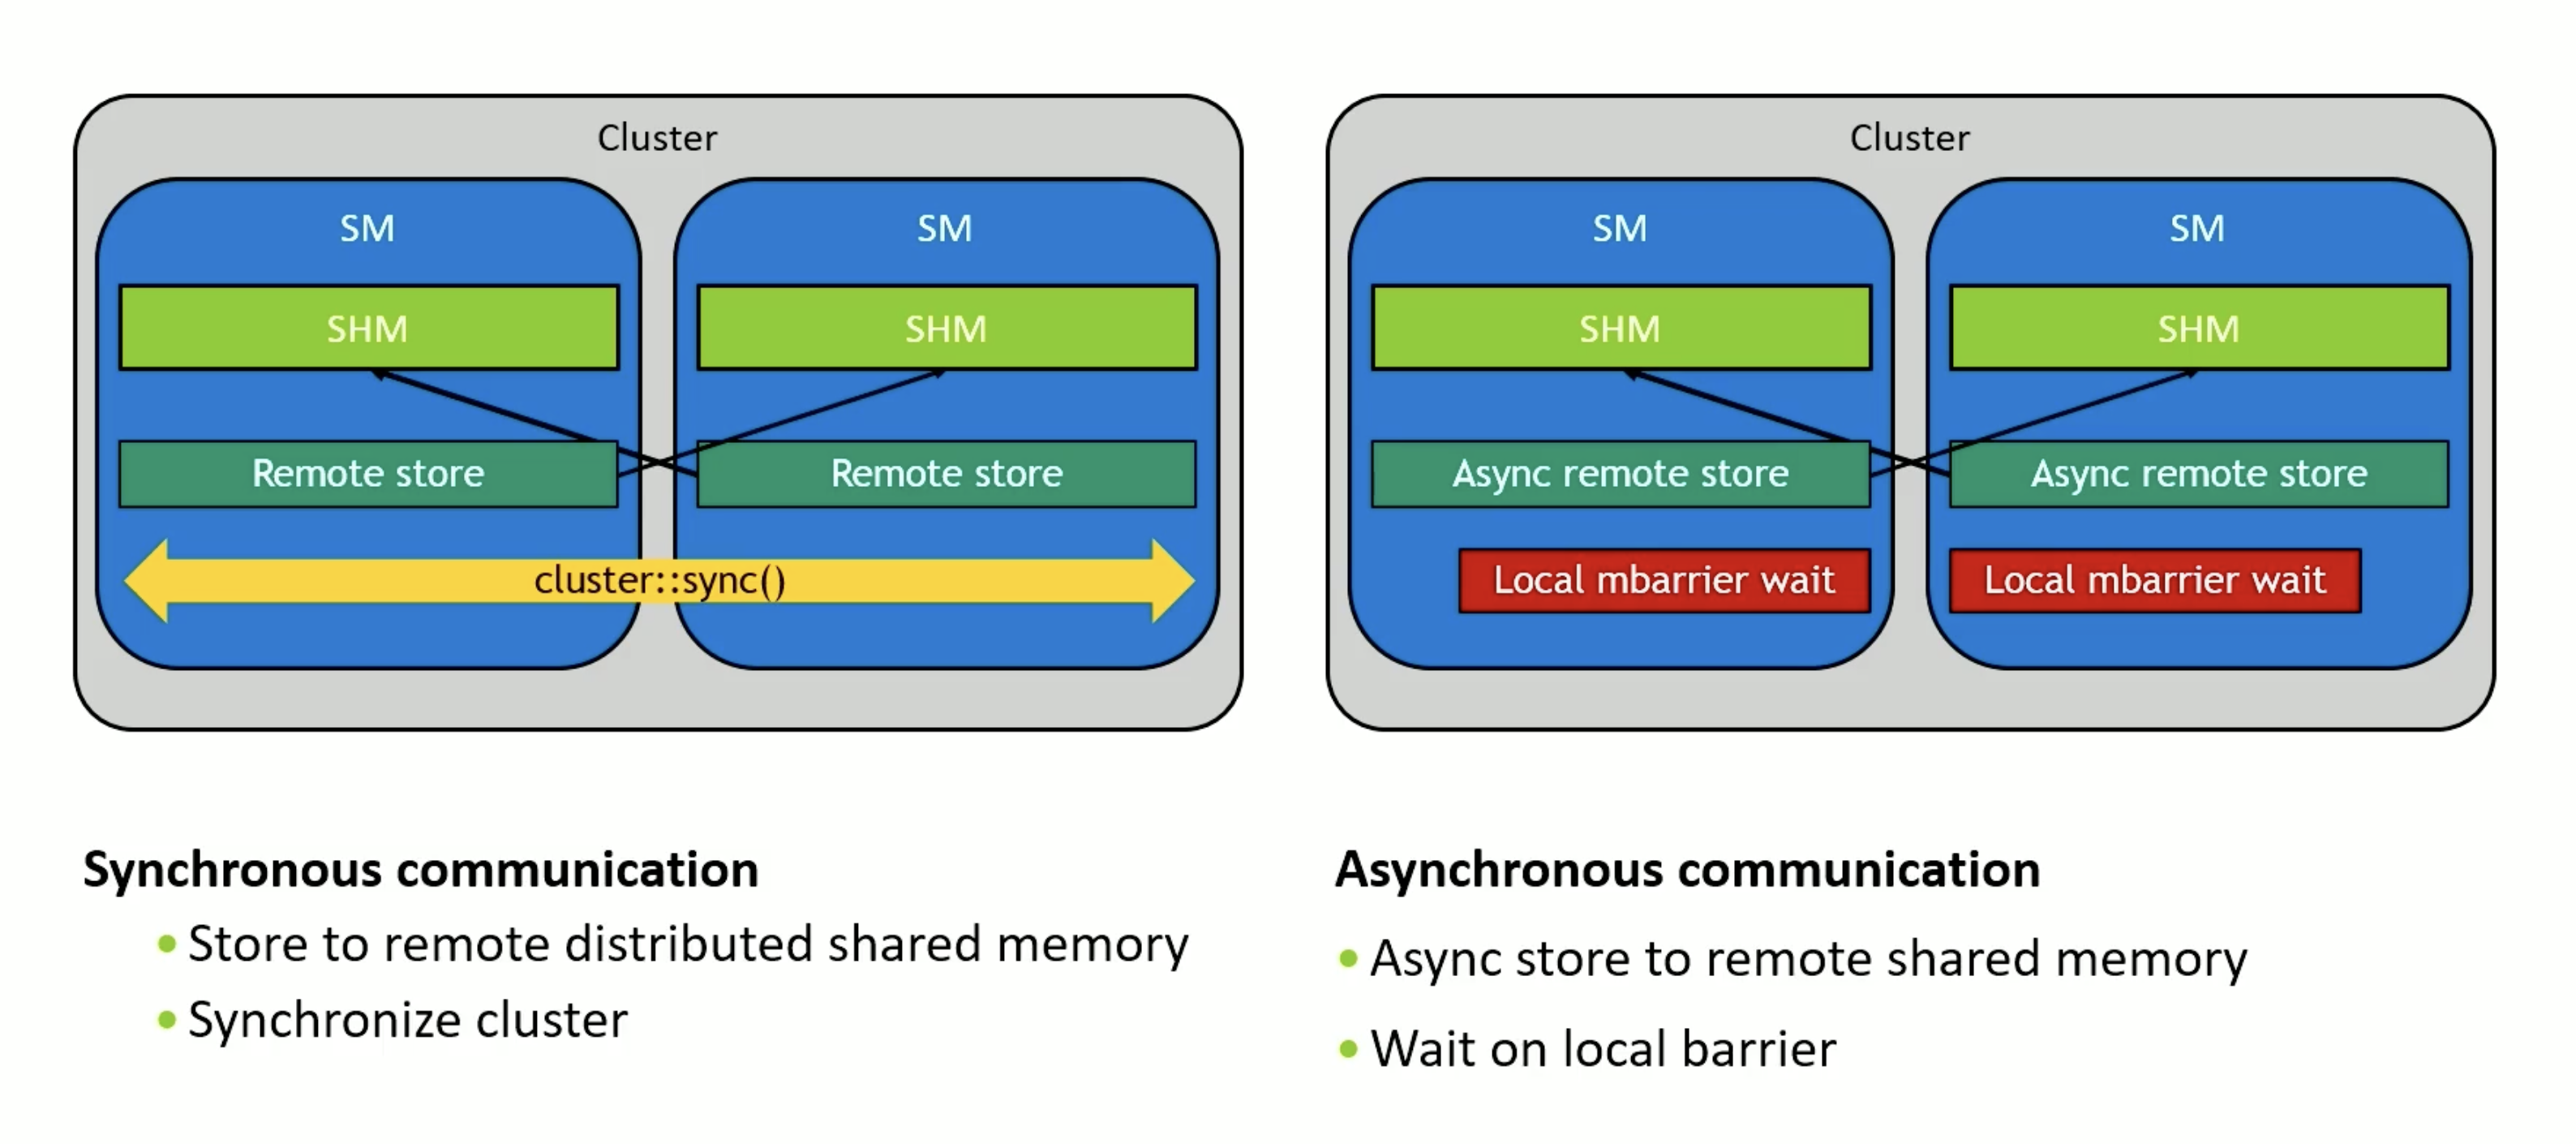 Cluster
SM
SM
SHM
SHM
Remote store
Remote store
cluster::sync()
Cluster
SM
SM
SHM
SHM
Async remote store
Async remote store
Local mbarrier wait
Local mbarrier wait
Synchronous communication
Store to remote distributed shared memory
Synchronize cluster
Asynchronous communication
Async store to remote shared memory
Wait on local barrier